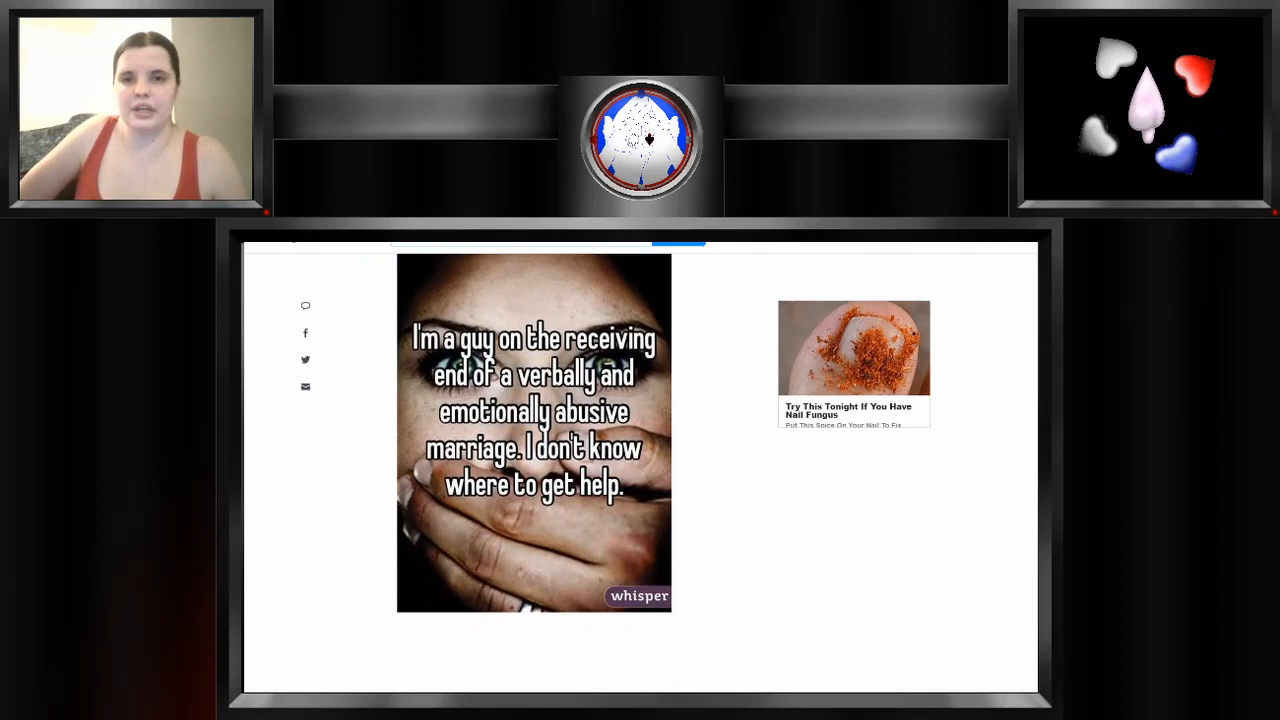 I'm a guy on the receiving
end of a verbally and
emotionally abusive
marriage. I don't know
where to get help.
whisper
Try This Tonight If You Have
Nail Fungus
Put This Spice On Your Nail To Fix